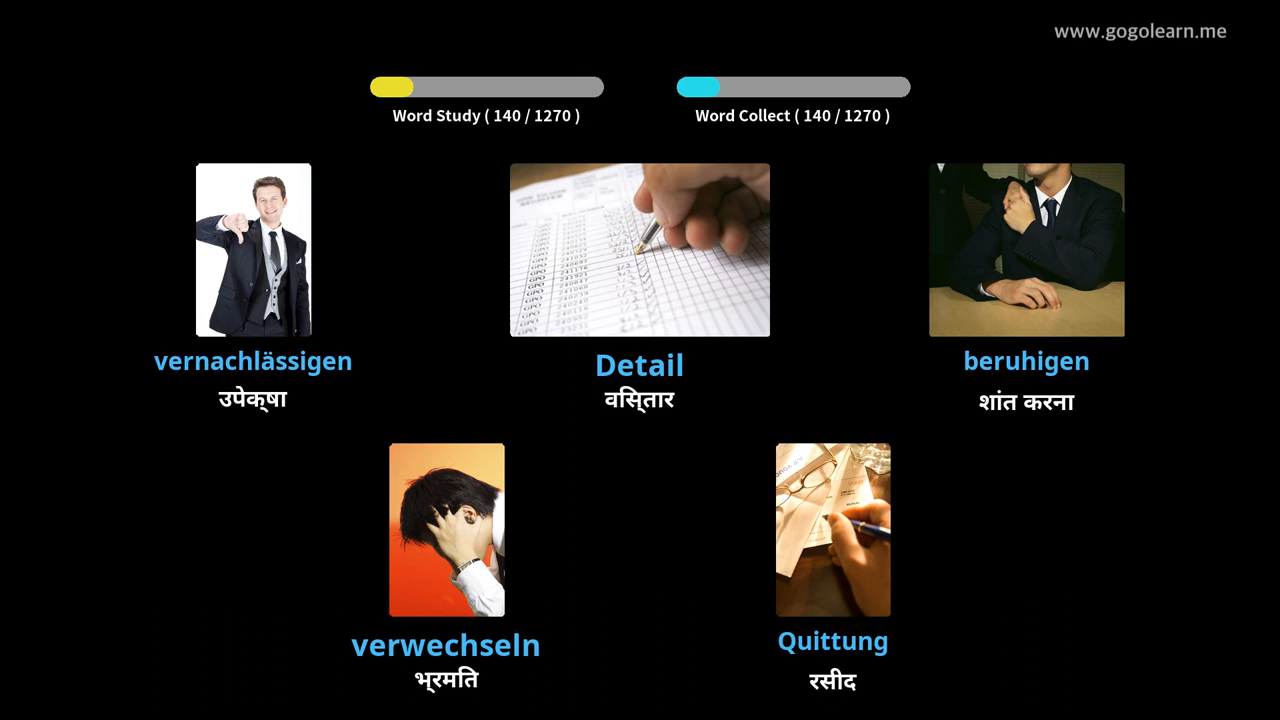 www.gogolearn.me
Word Study ( 140 / 1270 )
Word Collect ( 140 / 1270 )
vernachlässigen
उपेक्षा
Detail
विस्तार
beruhigen
शांत करना
verwechseln
भ्रमित
Quittung
रसीद